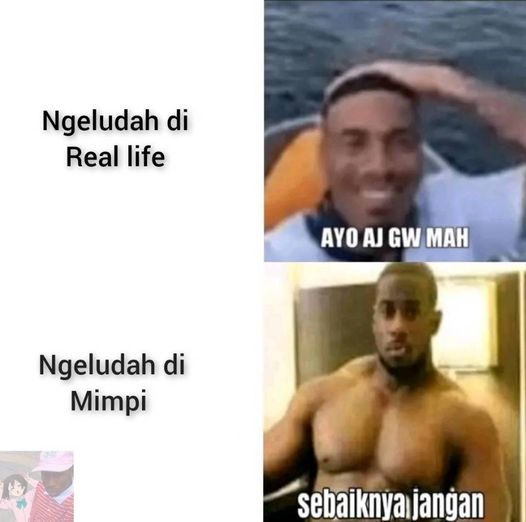 Ngeludah di
Real life
AYO AJ GW MAH
Ngeludah di
Mimpi
sebaiknya jangan